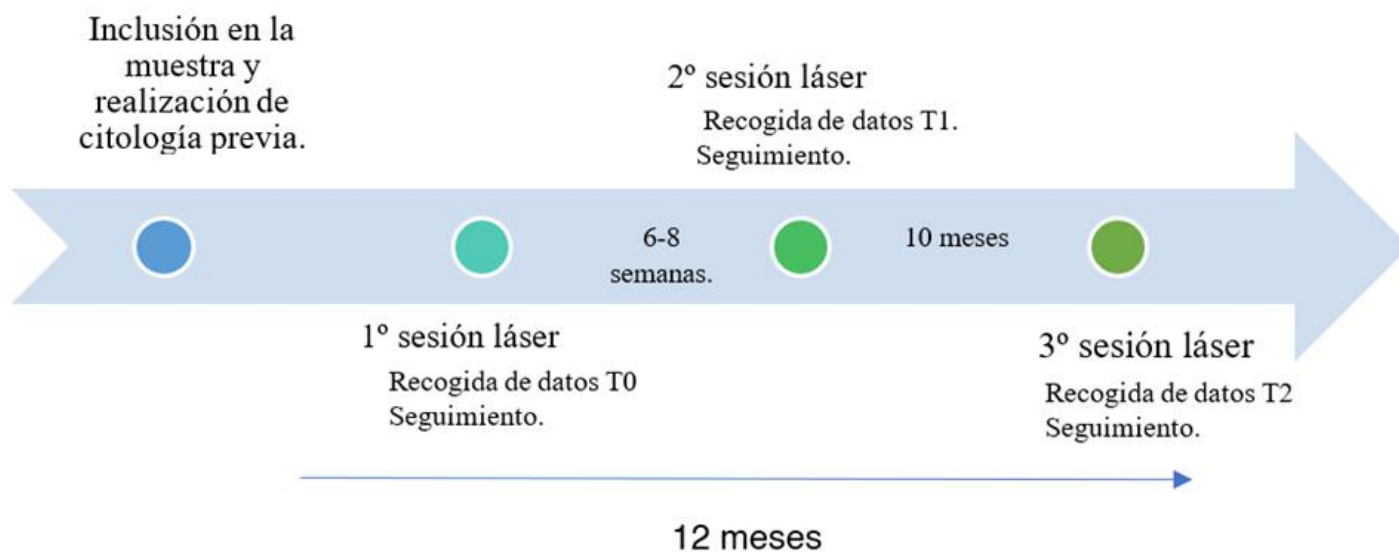 Inclusión en la
muestra y
realización de
citología previa.
1º sesión láser
Recogida de datos T0
Seguimiento.
6-8
semanas.
2º sesión láser
Recogida de datos T1.
Seguimiento.
10 meses
3º sesión láser
Recogida de datos T2
Seguimiento.
12 meses